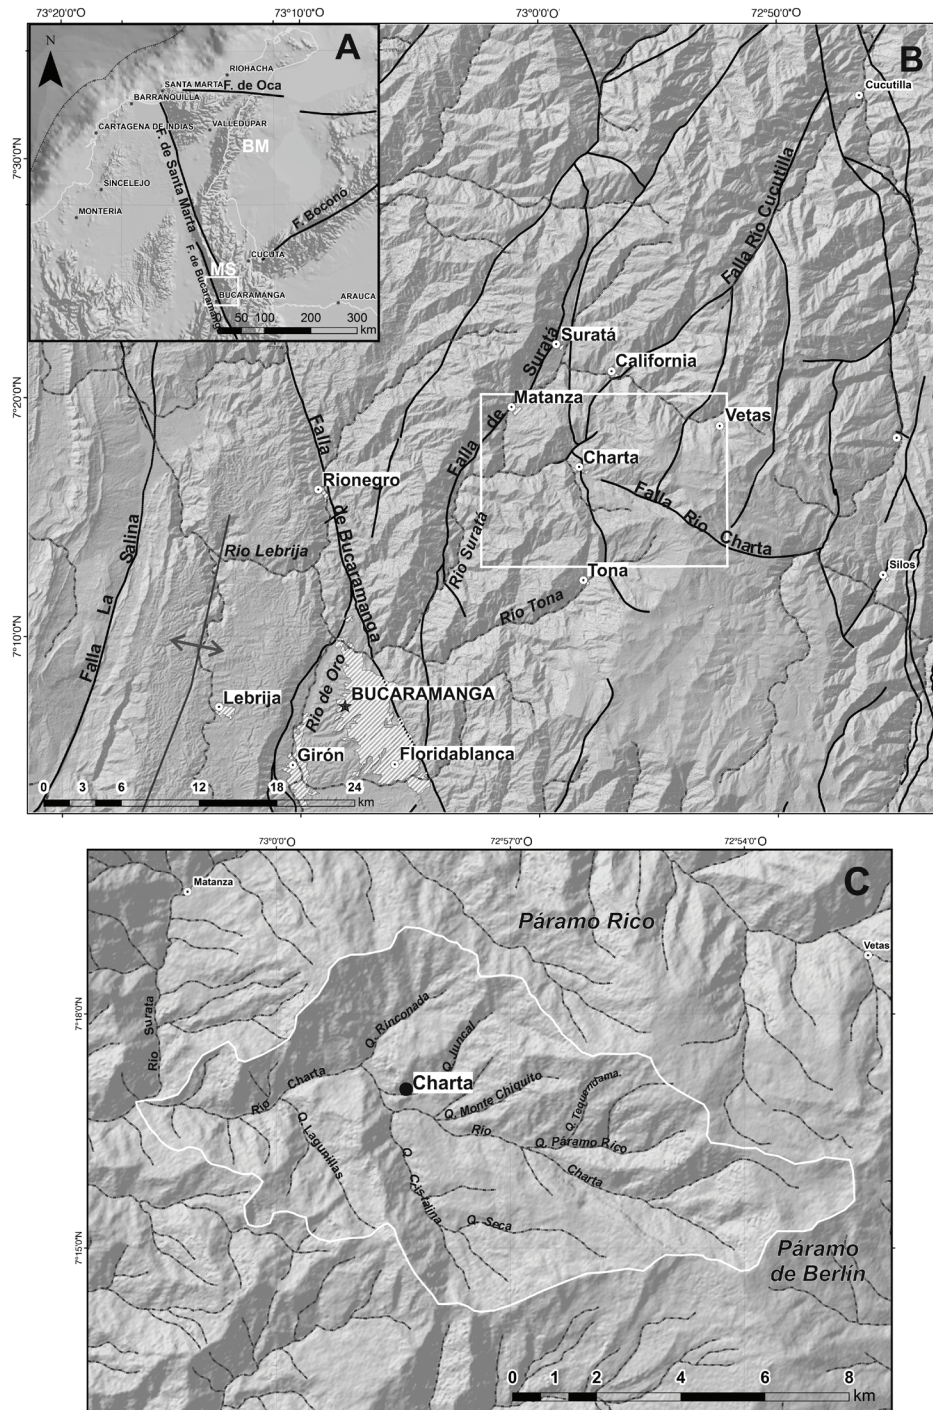 73°20'0"O
73°10'0"O
73°0'0"O
72°50'0"O
N
A
RIOHACHA
SANTA MARTA
F. de Oca
BARRANQUILLA
CARTAGENA DE INDIAS
VALLEDUPAR
BM
F. de Santa Marta
SINCELEJO
MONTERÍA
F. Boconó
CUCUTA
F. de Bucaramang
MS
BUCARAMANGA
ARAUCA
0 50 100 200 300
km
B
Cucutilla
7°30'0"N
Falla Rio Cucutilla
Suratá
California
7°20'0"N
Matanza
Vetas
Falla de Suratá
Charta
Falla Rio Charta
Rionegro
Falla de Bucaramanga
Rio Lebrija
Rio Suratá
Falla La Salina
Tona
Silos
Rio Tona
7°10'0"N
Rio de Oro
BUCARAMANGA
Lebrija
Girón
Floridablanca
0 3 6 12 18 24
km
73°0'0"O
72°57'0"O
72°54'0"O
C
Matanza
Páramo Rico
Vetas
7°18'0"N
Rio Surata
Q. Rinconada
Q. Juncal
Charta
Rio Charta
Q. Monte Chiquito
Q. Tequendama.
Q. Lagunillas
Rio
Q. Páramo Rico
Charta
Q. Cristalina
Q. Seca
7°15'0"N
Páramo
de Berlín
0 1 2 4 6 8
km